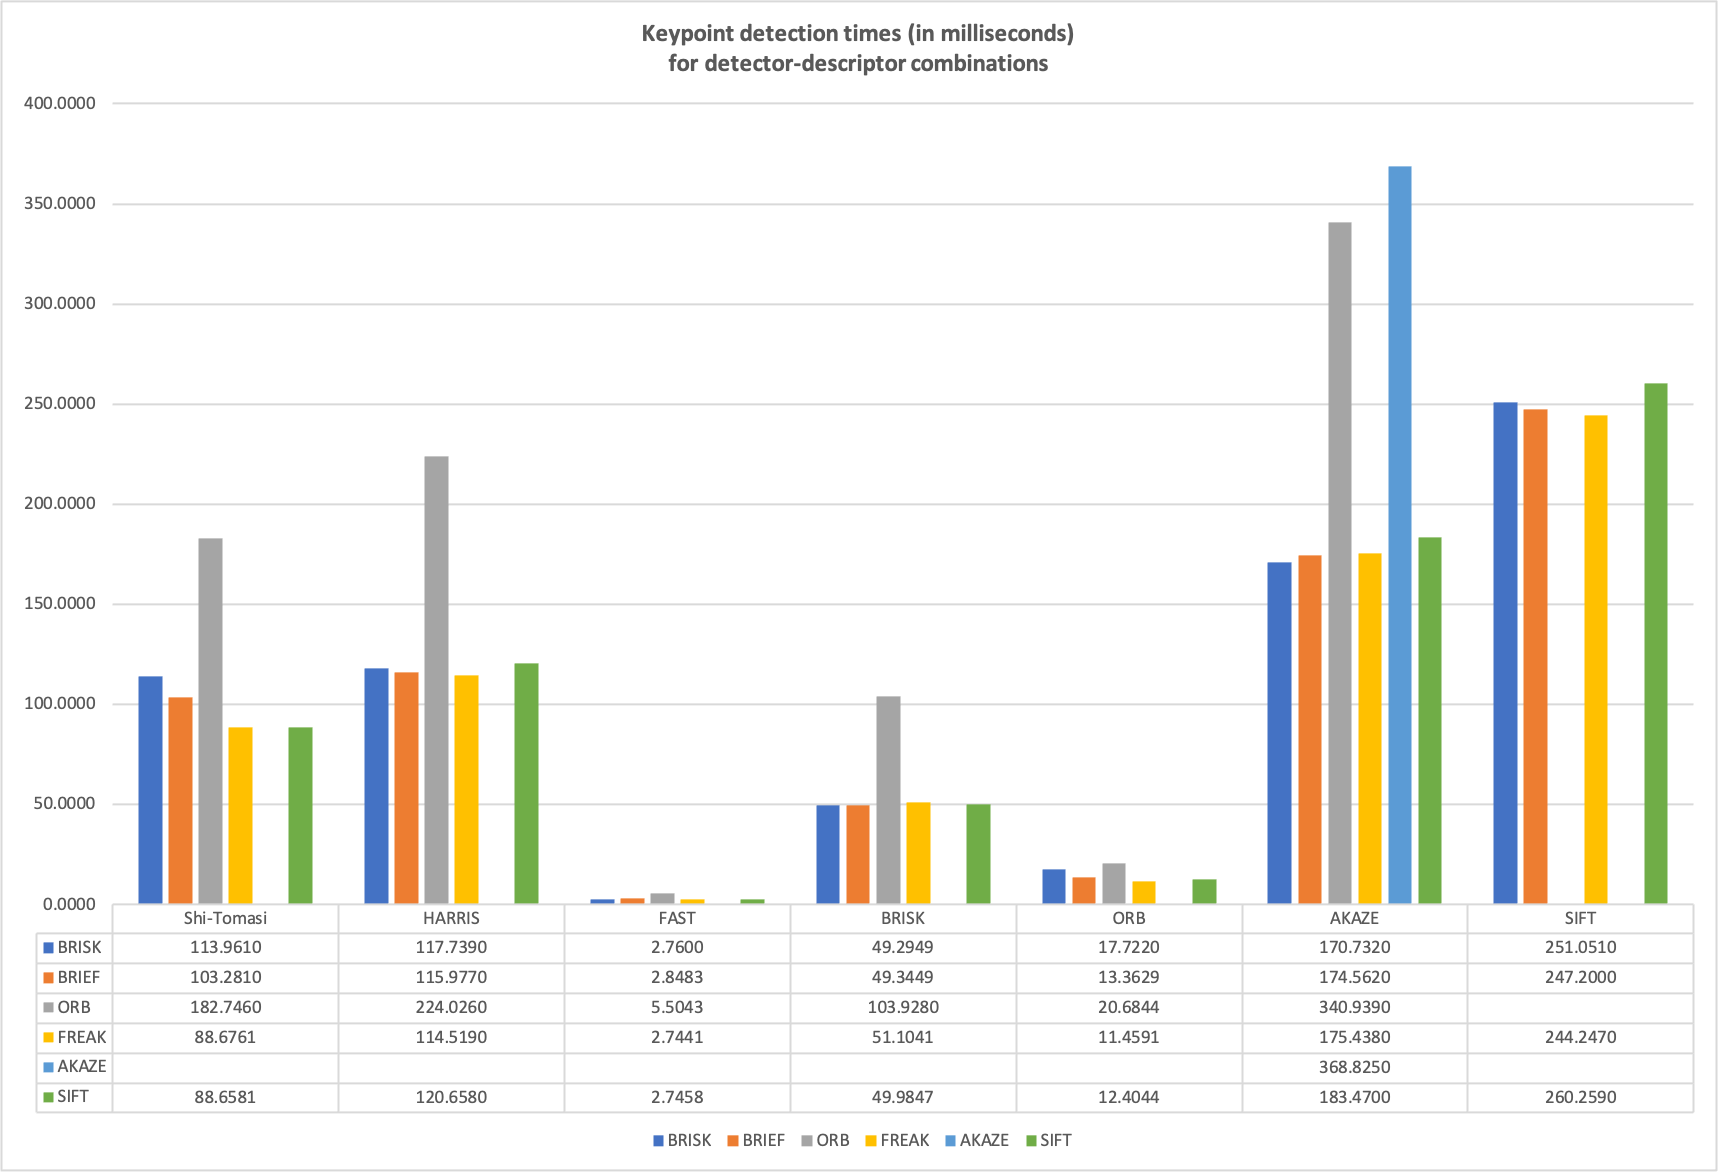 Keypoint detection times (in milliseconds)
for detector-descriptor combinations
400.0000
350.0000
300.0000
250.0000
200.0000
150.0000
100.0000
50.0000
0.0000
Shi-Tomasi HARRIS FAST BRISK ORB AKAZE SIFT
BRISK 113.9610 117.7390 2.7600 49.2949 17.7220 170.7320 251.0510
BRIEF 103.2810 115.9770 2.8483 49.3449 13.3629 174.5620 247.2000
ORB 182.7460 224.0260 5.5043 103.9280 20.6844 340.9390
FREAK 88.6761 114.5190 2.7441 51.1041 11.4591 175.4380 244.2470
AKAZE 368.8250
SIFT 88.6581 120.6580 2.7458 49.9847 12.4044 183.4700 260.2590
BRISK BRIEF ORB FREAK AKAZE SIFT